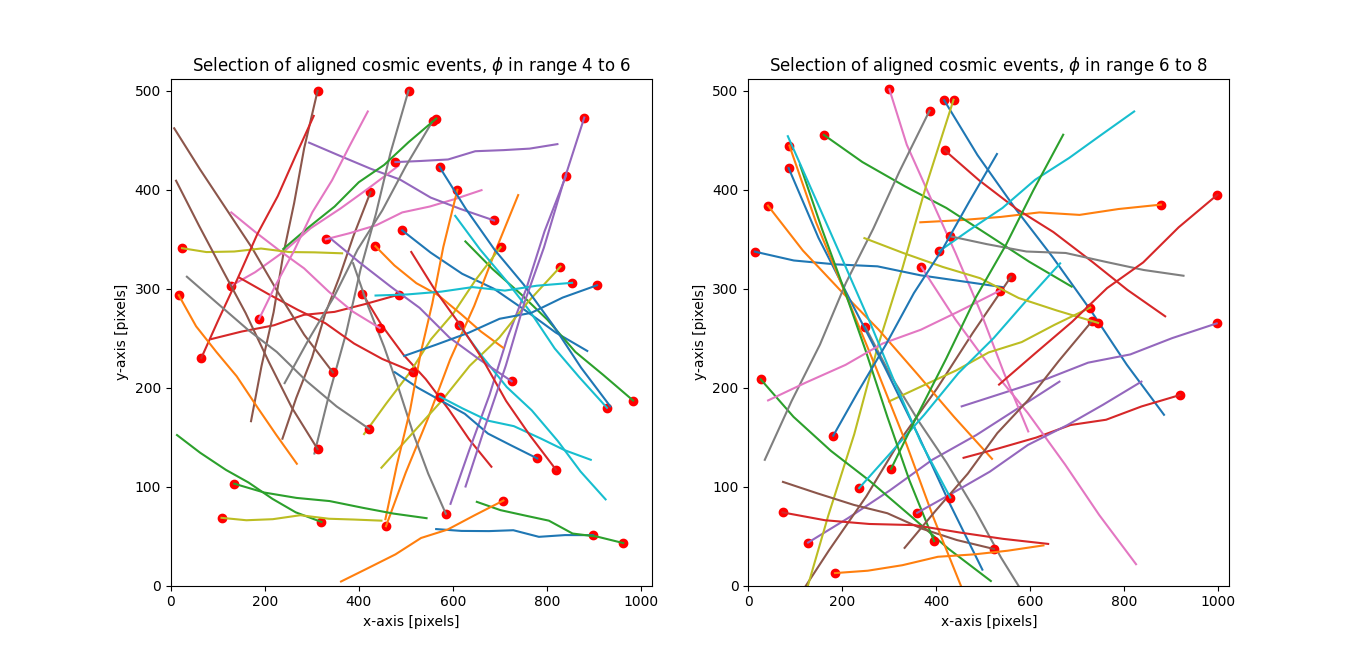 Selection of aligned cosmic events, ϕ in range 4 to 6
500
400
300
200
100
0
y-axis [pixels]
0 200 400 600 800 1000
x-axis [pixels]
Selection of aligned cosmic events, ϕ in range 6 to 8
500
400
300
200
100
0
y-axis [pixels]
0 200 400 600 800 1000
x-axis [pixels]